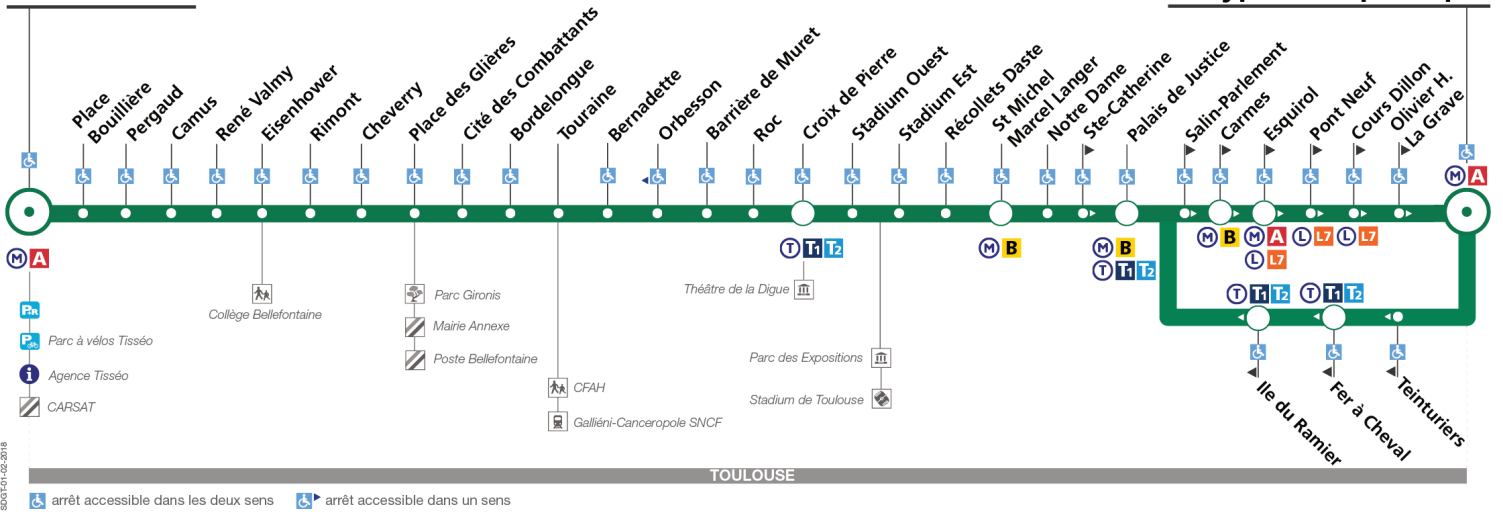 Place
Bouillière
Pergaud
Camus
René Valmy
Eisenhower
Rimont
Cheverry
Place des Glières
Cité des Combattants
Bordelongue
Touraine
Bernadette
Orbesson
Barrière de Muret
Roc
Croix de Pierre
Stadium Ouest
Stadium Est
Récollets Daste
St Michel
Marcel Langer
Notre Dame
Ste-Catherine
Palais de Justice
Salin-Parlement
Carmes
Esquirol
Pont Neuf
Cours Dillon
Olivier H.
La Grave
M A
M A
T T1 T2
M B
M B
T T1 T2
M B
M A
L L7
L L7
L L7
P+R
P
Parc à vélos Tisséo
i
Agence Tisséo
CARSAT
Collège Bellefontaine
Parc Gironis
Mairie Annexe
Poste Bellefontaine
CFAH
Galliéni-Canceropole SNCF
Théâtre de la Digue
Parc des Expositions
Stadium de Toulouse
T T1 T2
T T1 T2
Ile du Ramier
Fer à Cheval
Teinturiers
TOULOUSE
SDGT-01-02-2018
arrêt accessible dans les deux sens
arrêt accessible dans un sens